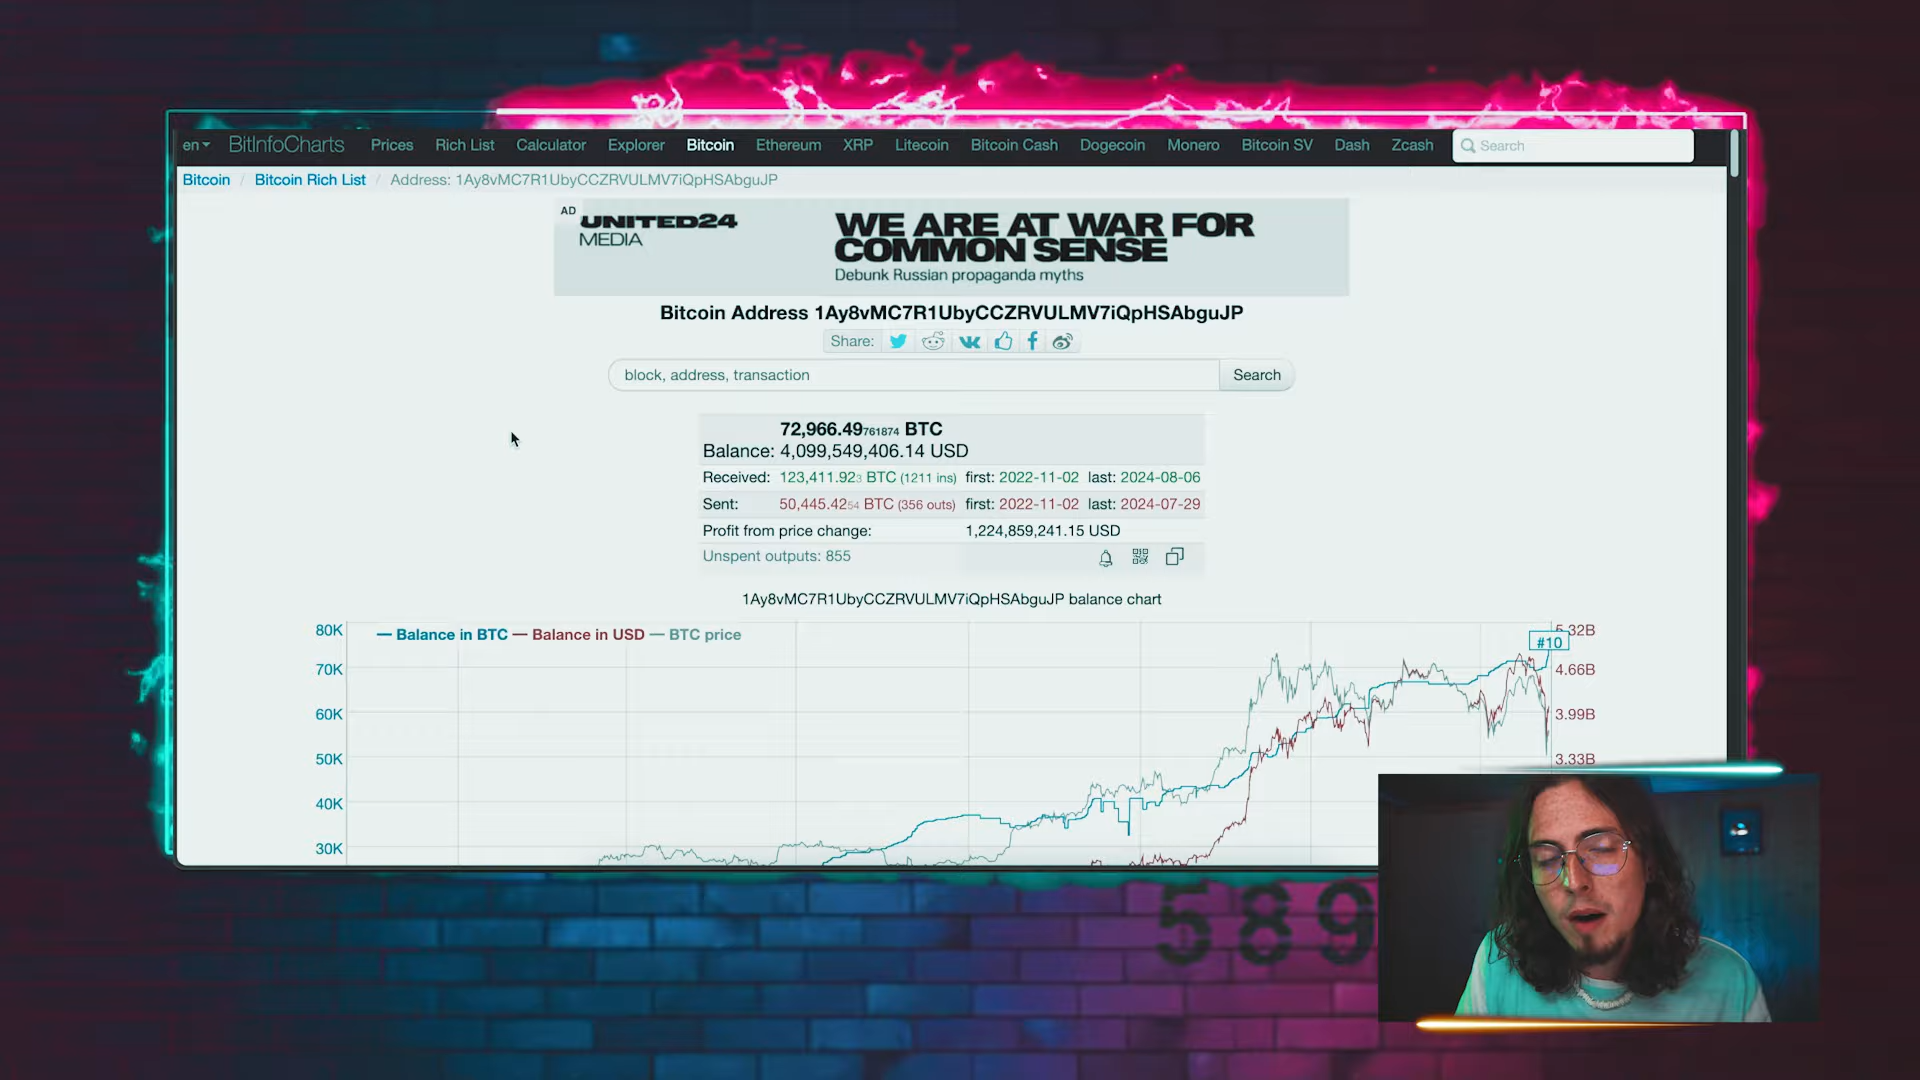 en BitInfoCharts Prices Rich List Calculator Explorer Bitcoin Ethereum XRP Litecoin Bitcoin Cash Dogecoin Monero Bitcoin SV Dash Zcash Search
Bitcoin / Bitcoin Rich List / Address: 1Ay8vMC7R1UbyCCZRVULMV7iQpHSAbguJP
AD
UNITED24
MEDIA
WE ARE AT WAR FOR
COMMON SENSE
Debunk Russian propaganda myths
Bitcoin Address 1Ay8vMC7R1UbyCCZRVULMV7iQpHSAbguJP
Share:
block, address, transaction Search
72,966.49761874 BTC
Balance: 4,099,549,406.14 USD
Received: 123,411.923 BTC (1211 ins) first: 2022-11-02 last: 2024-08-06
Sent: 50,445.4254 BTC (356 outs) first: 2022-11-02 last: 2024-07-29
Profit from price change: 1,224,859,241.15 USD
Unspent outputs: 855
1Ay8vMC7R1UbyCCZRVULMV7iQpHSAbguJP balance chart
Balance in BTC Balance in USD BTC price
#10
80K 5.32B
70K 4.66B
60K 3.99B
50K 3.33B
40K
30K
589